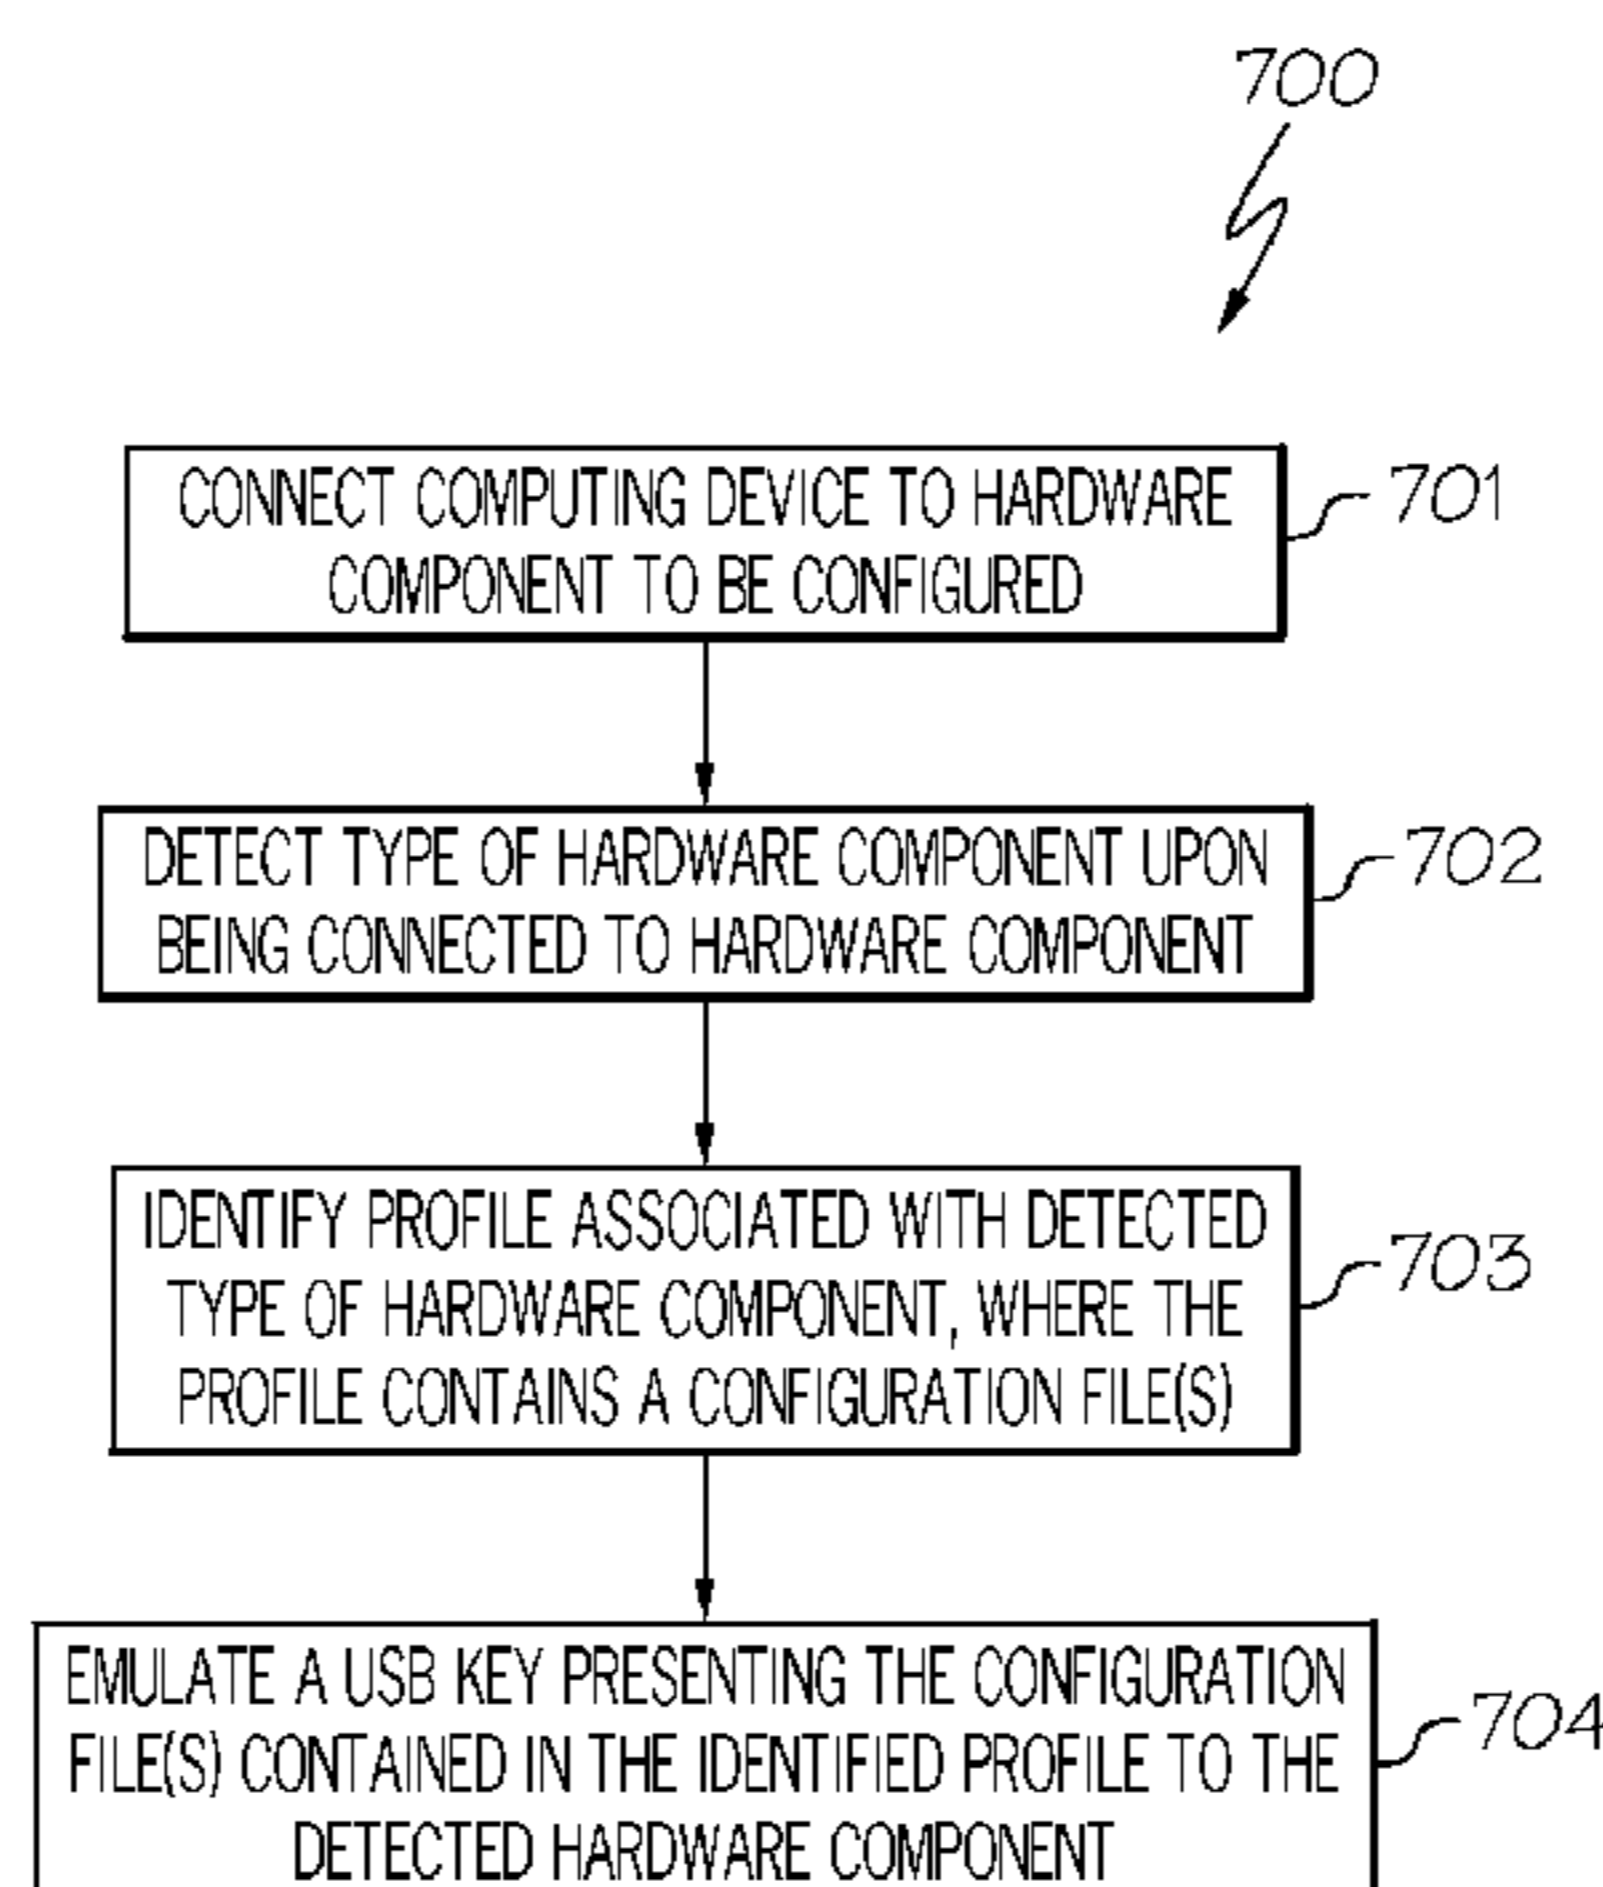 700
CONNECT COMPUTING DEVICE TO HARDWARE
COMPONENT TO BE CONFIGURED
701
DETECT TYPE OF HARDWARE COMPONENT UPON
BEING CONNECTED TO HARDWARE COMPONENT
702
IDENTIFY PROFILE ASSOCIATED WITH DETECTED
TYPE OF HARDWARE COMPONENT, WHERE THE
PROFILE CONTAINS A CONFIGURATION FILE(S)
703
EMULATE A USB KEY PRESENTING THE CONFIGURATION
FILE(S) CONTAINED IN THE IDENTIFIED PROFILE TO THE
DETECTED HARDWARE COMPONENT
704